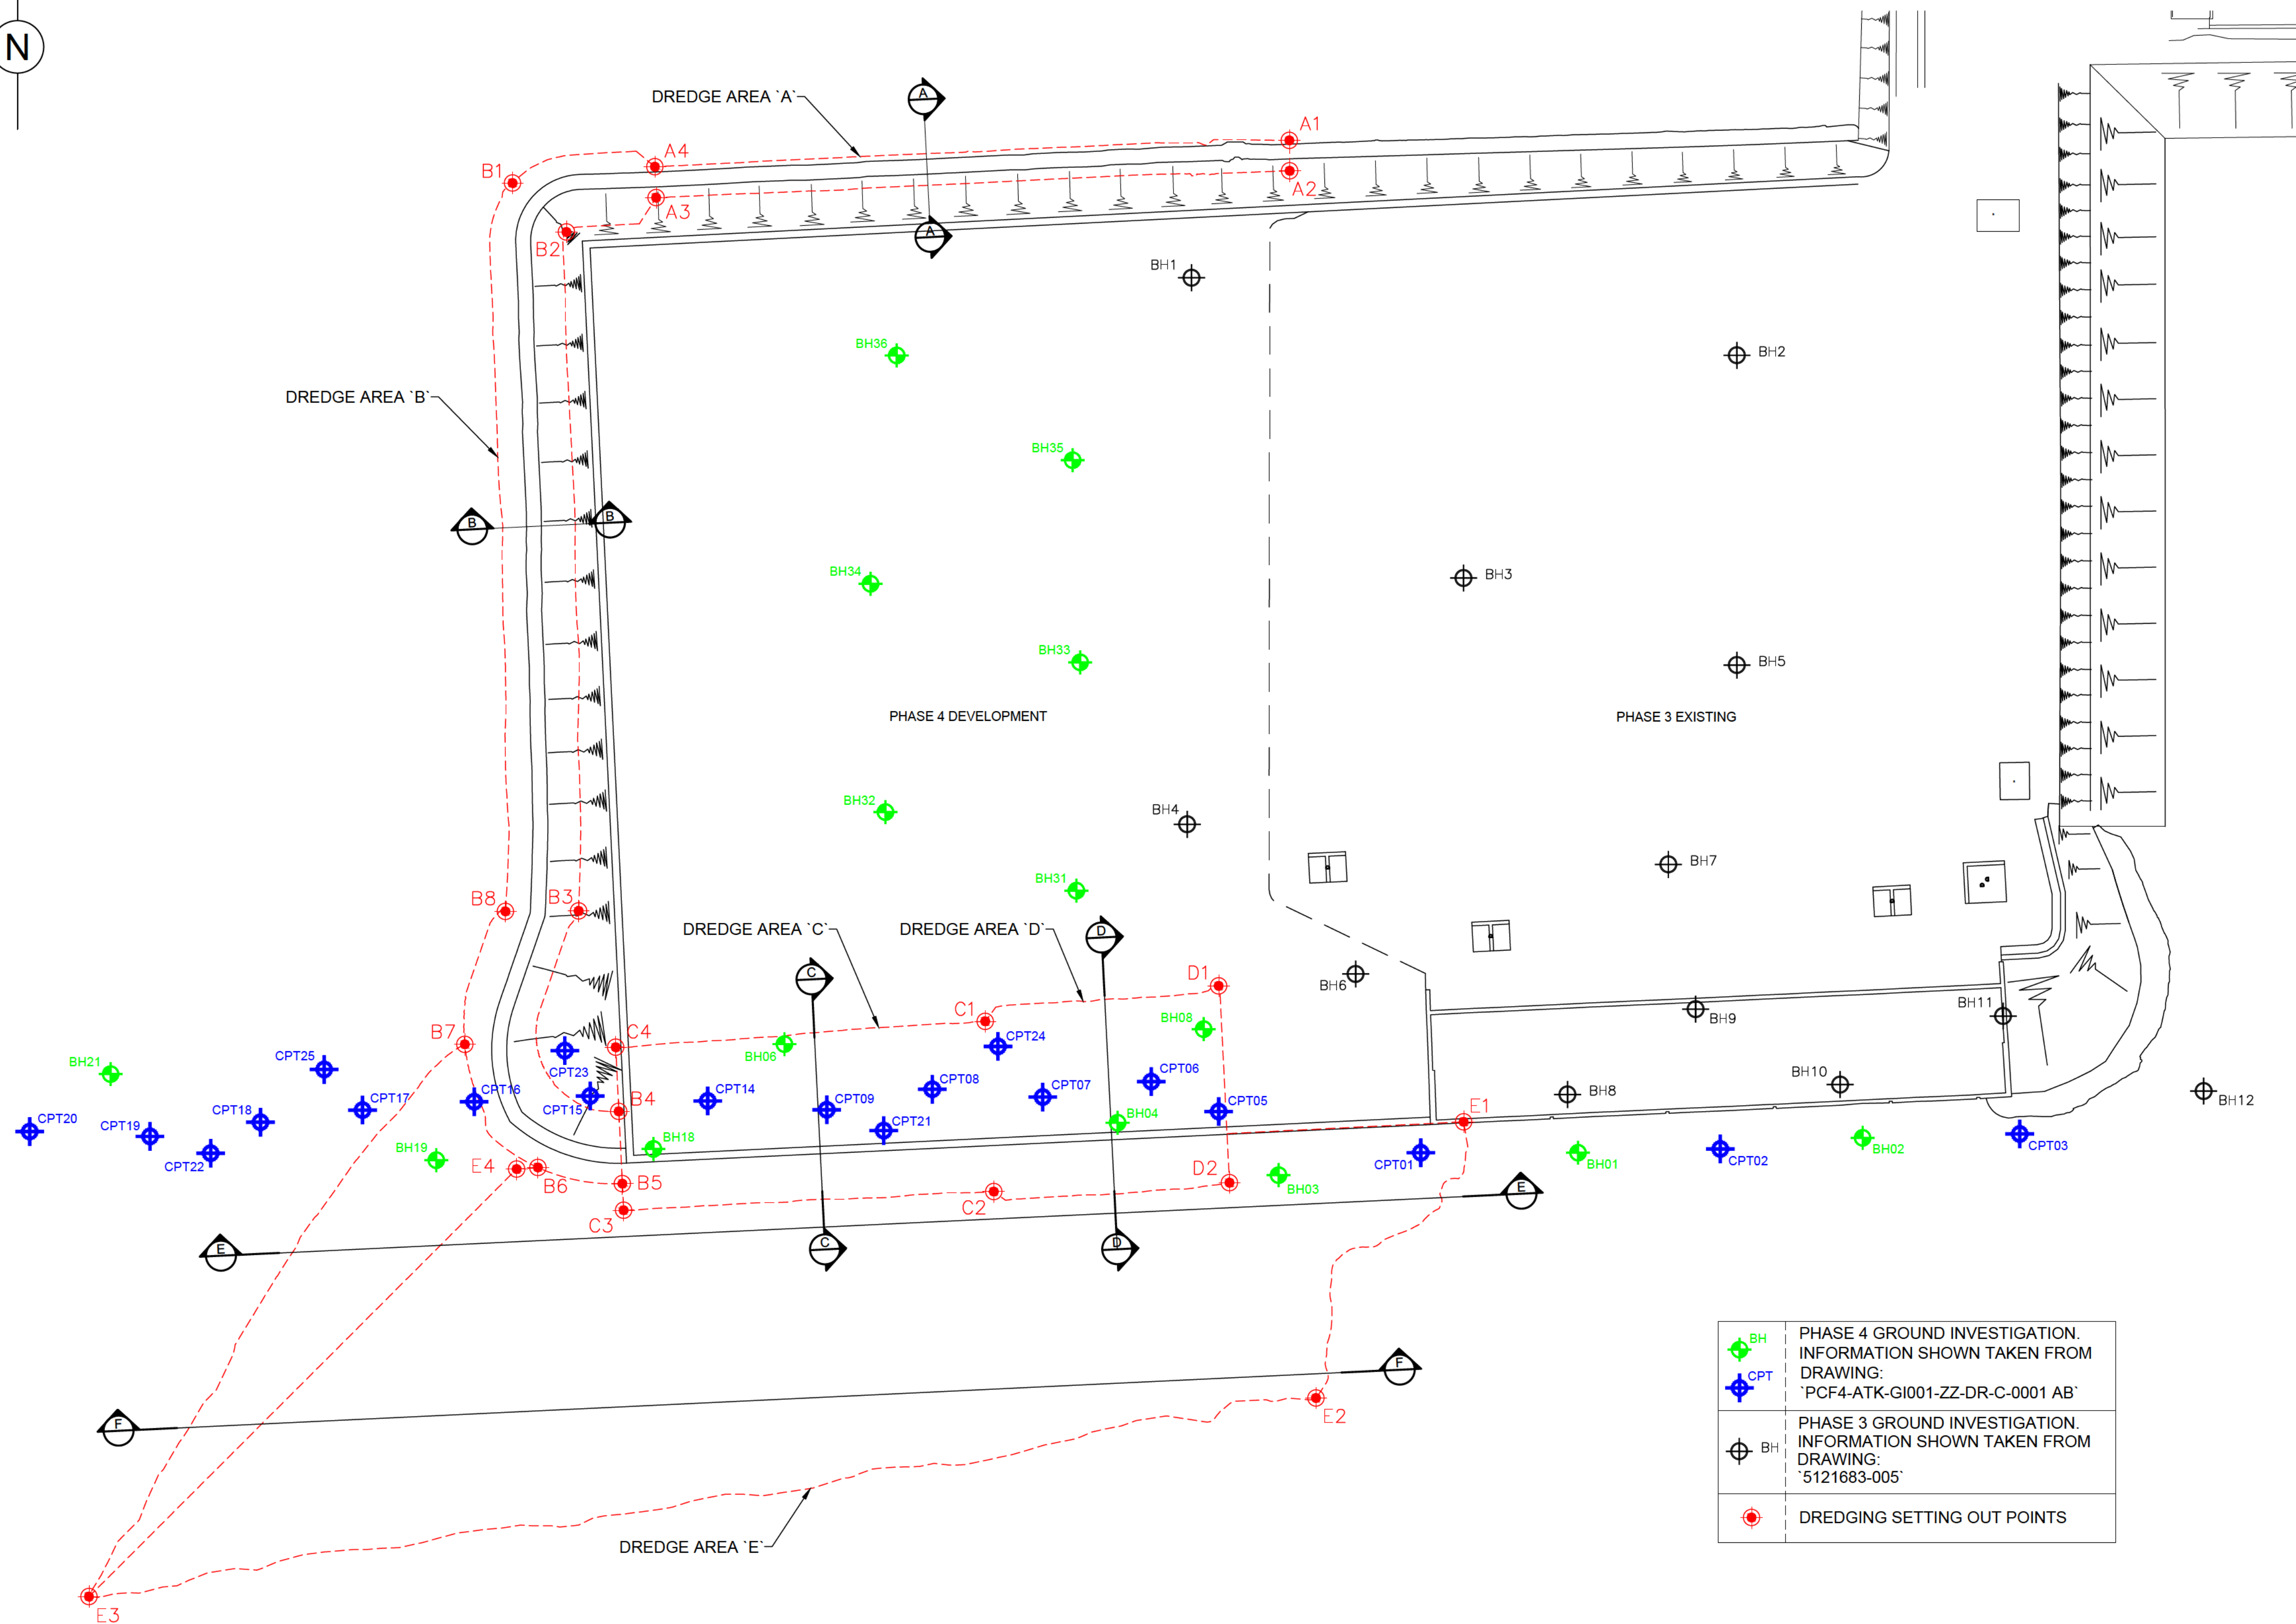 N
DREDGE AREA `A`
A
A1
A4
B1
A2
A3
A
B2
BH1
BH36
BH2
DREDGE AREA `B`
BH35
B
B
BH34
BH3
BH33
BH5
PHASE 4 DEVELOPMENT
PHASE 3 EXISTING
BH32
BH4
BH7
BH31
B8
B3
DREDGE AREA `C`
DREDGE AREA `D`
D
C
D1
BH6
C1
BH08
BH11
BH9
B7
C4
CPT24
BH06
BH21
CPT25
CPT23
CPT06
BH10
CPT16
CPT14
CPT08
CPT07
BH8
BH12
CPT17
CPT15
B4
CPT09
CPT05
E1
CPT20
CPT19
CPT18
CPT21
BH04
CPT22
BH19
BH18
CPT01
BH01
CPT02
BH02
CPT03
E4
B6
B5
D2
BH03
C3
C2
E
E
C
D
F
F
E2
DREDGE AREA `E`
E3
BH
CPT
PHASE 4 GROUND INVESTIGATION.
INFORMATION SHOWN TAKEN FROM
DRAWING:
`PCF4-ATK-GI001-ZZ-DR-C-0001 AB`
BH
PHASE 3 GROUND INVESTIGATION.
INFORMATION SHOWN TAKEN FROM
DRAWING:
`5121683-005`
DREDGING SETTING OUT POINTS